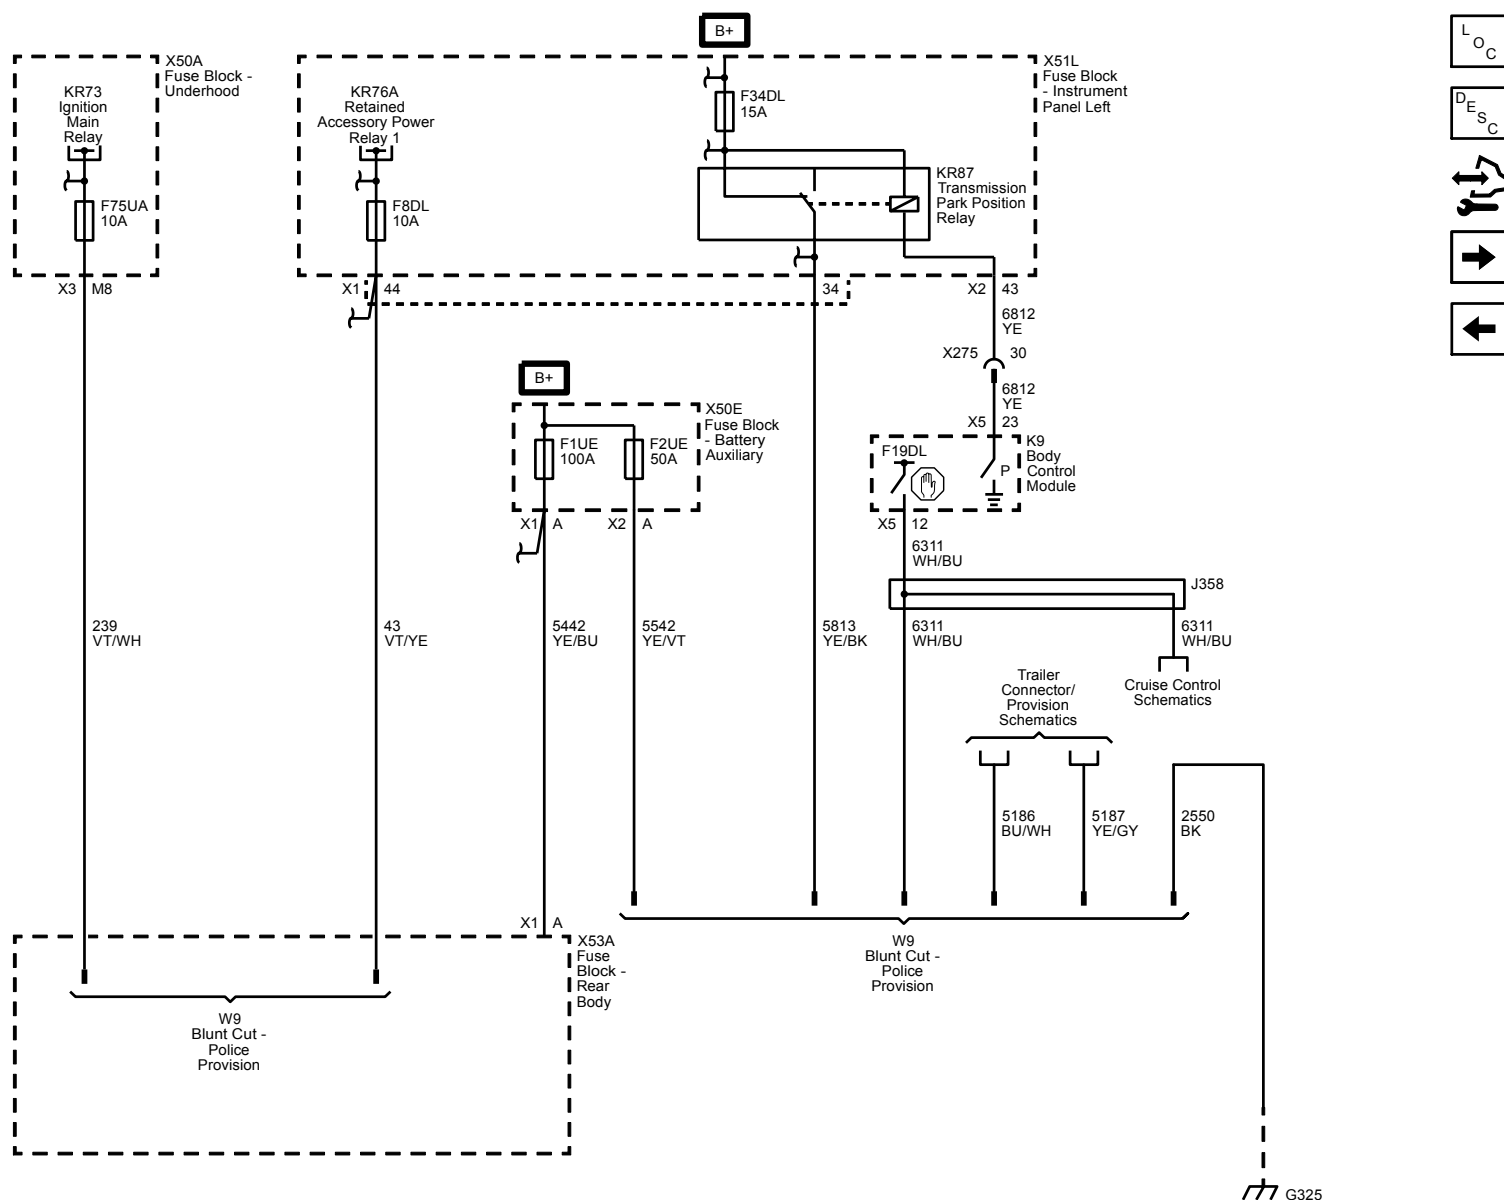 B+
X50A
Fuse Block -
Underhood
KR73
Ignition
Main
Relay
F75UA
10A
X3 M8
KR76A
Retained
Accessory Power
Relay 1
F8DL
10A
X1 44
F34DL
15A
KR87
Transmission
Park Position
Relay
X51L
Fuse Block
- Instrument
Panel Left
34
X2 43
6812
YE
X275 30
6812
YE
X5 23
B+
X50E
Fuse Block
- Battery
Auxiliary
F1UE
100A
F2UE
50A
X1 A
X2 A
F19DL
P
K9
Body
Control
Module
X5 12
6311
WH/BU
J358
239
VT/WH
43
VT/YE
5442
YE/BU
5542
YE/VT
5813
YE/BK
6311
WH/BU
6311
WH/BU
Cruise Control
Schematics
Trailer
Connector/
Provision
Schematics
5186
BU/WH
5187
YE/GY
2550
BK
X1 A
X53A
Fuse
Block -
Rear
Body
W9
Blunt Cut -
Police
Provision
W9
Blunt Cut -
Police
Provision
G325
LOC
DESC